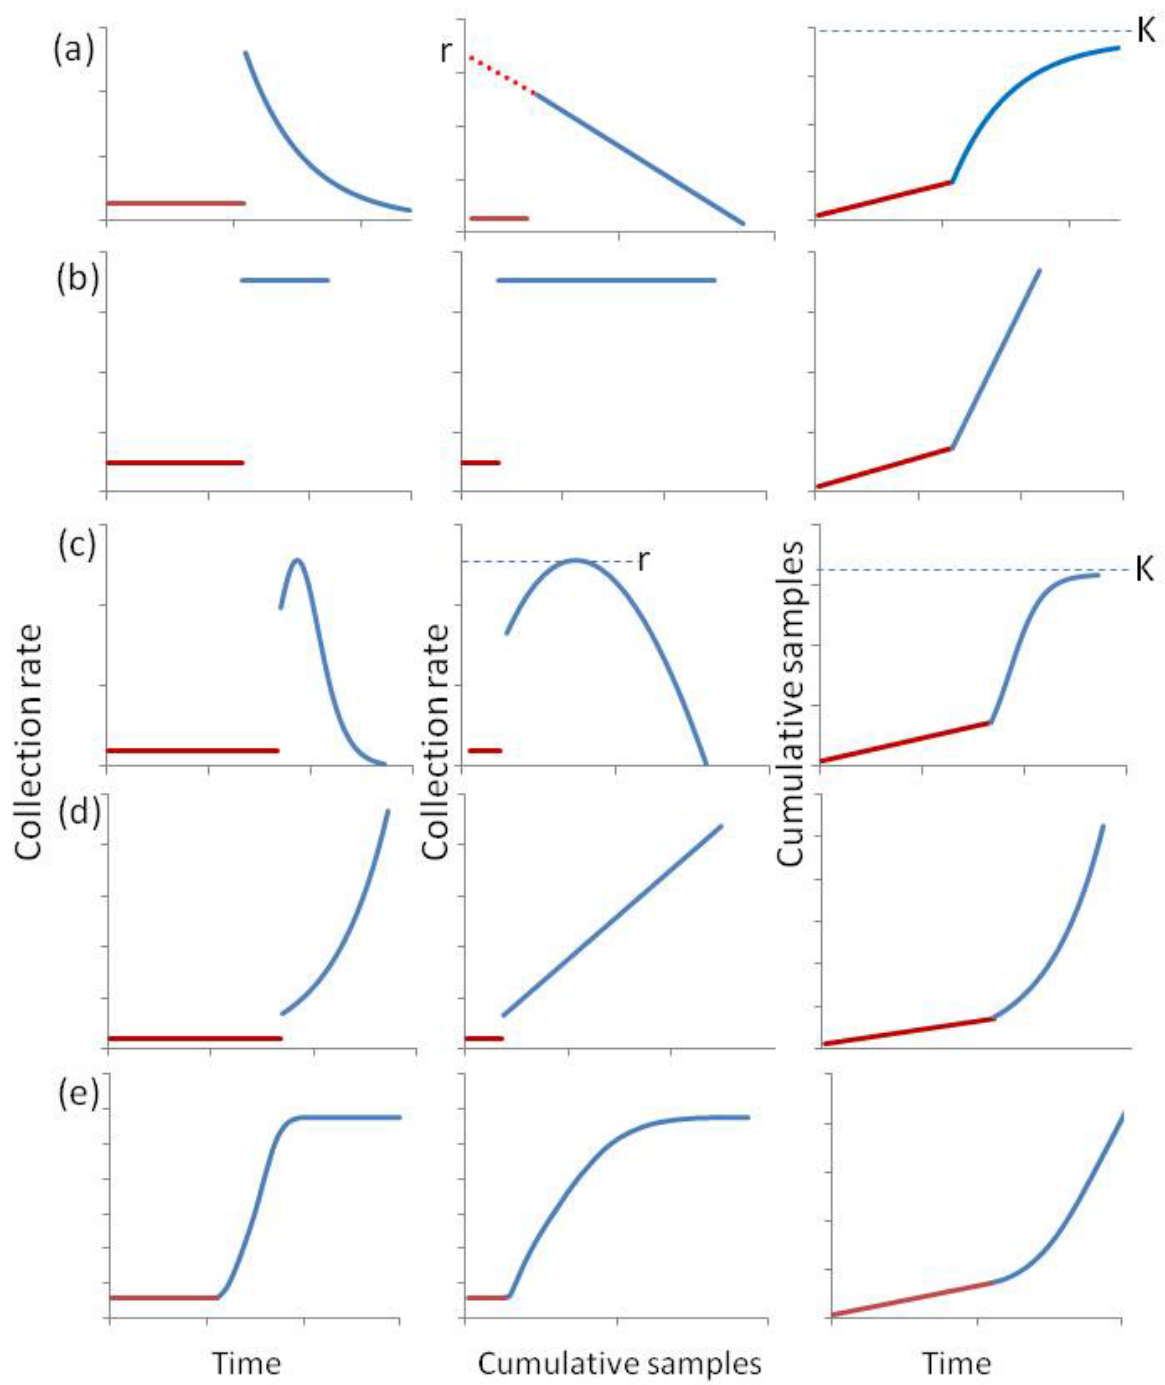 (a)
r
K
(b)
(c)
r
K
Collection rate
Collection rate
Cumulative samples
(d)
(e)
Time
Cumulative samples
Time